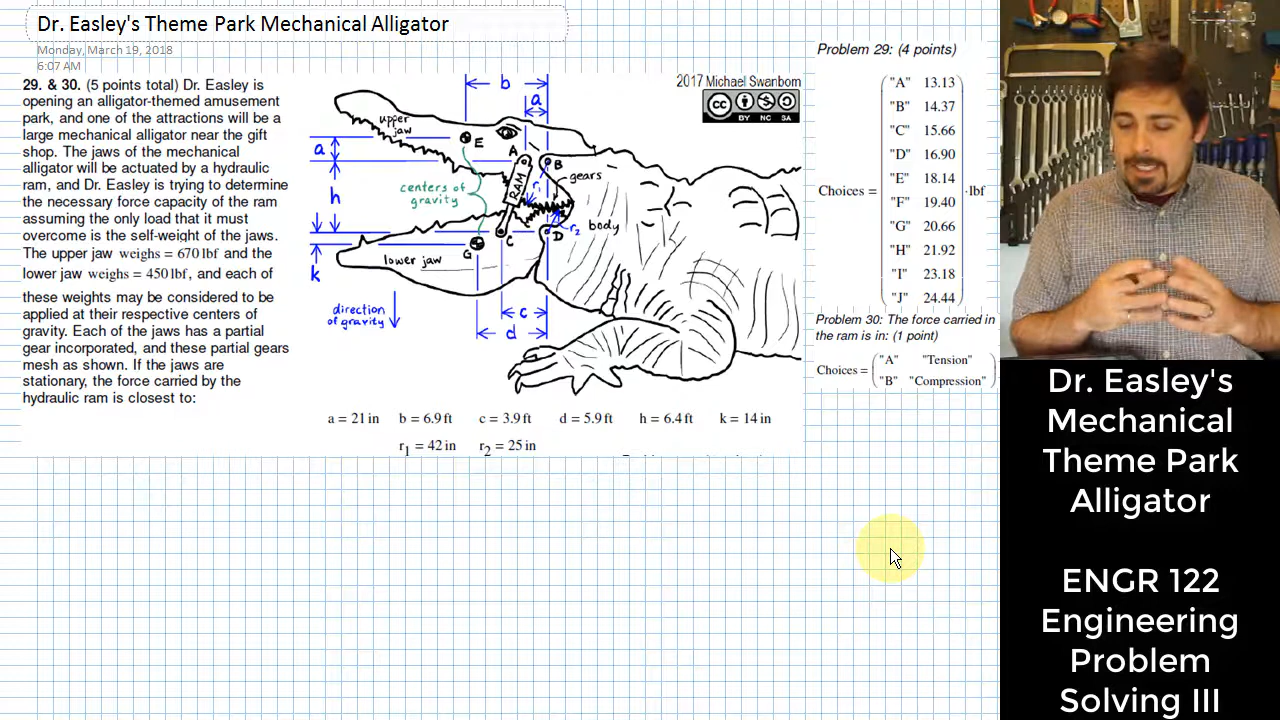 Dr. Easley's Theme Park Mechanical Alligator
Monday, March 19, 2018
6:07 AM
29. & 30. (5 points total) Dr. Easley is
opening an alligator-themed amusement
park, and one of the attractions will be a
large mechanical alligator near the gift
shop. The jaws of the mechanical
alligator will be actuated by a hydraulic
ram, and Dr. Easley is trying to determine
the necessary force capacity of the ram
assuming the only load that it must
overcome is the self-weight of the jaws.
The upper jaw weighs = 670 lbf and the
lower jaw weighs = 450 lbf, and each of
these weights may be considered to be
applied at their respective centers of
gravity. Each of the jaws has a partial
gear incorporated, and these partial gears
mesh as shown. If the jaws are
stationary, the force carried by the
hydraulic ram is closest to:
2017 Michael Swanbom
cc BY NC SA
b
a
upper
jaw
E
A
B
a
h
k
centers of
gravity
RAM
r1
gears
r2
body
C
D
G
lower jaw
direction
of gravity
c
d
a = 21 in b = 6.9 ft c = 3.9 ft d = 5.9 ft h = 6.4 ft k = 14 in
r1 = 42 in r2 = 25 in
Problem 29: (4 points)
"A" 13.13
"B" 14.37
"C" 15.66
"D" 16.90
"E" 18.14
Choices = ·lbf
"F" 19.40
"G" 20.66
"H" 21.92
"I" 23.18
"J" 24.44
Problem 30: The force carried in
the ram is in: (1 point)
"A" "Tension"
Choices =
"B" "Compression"
Dr. Easley's
Mechanical
Theme Park
Alligator
ENGR 122
Engineering
Problem
Solving III